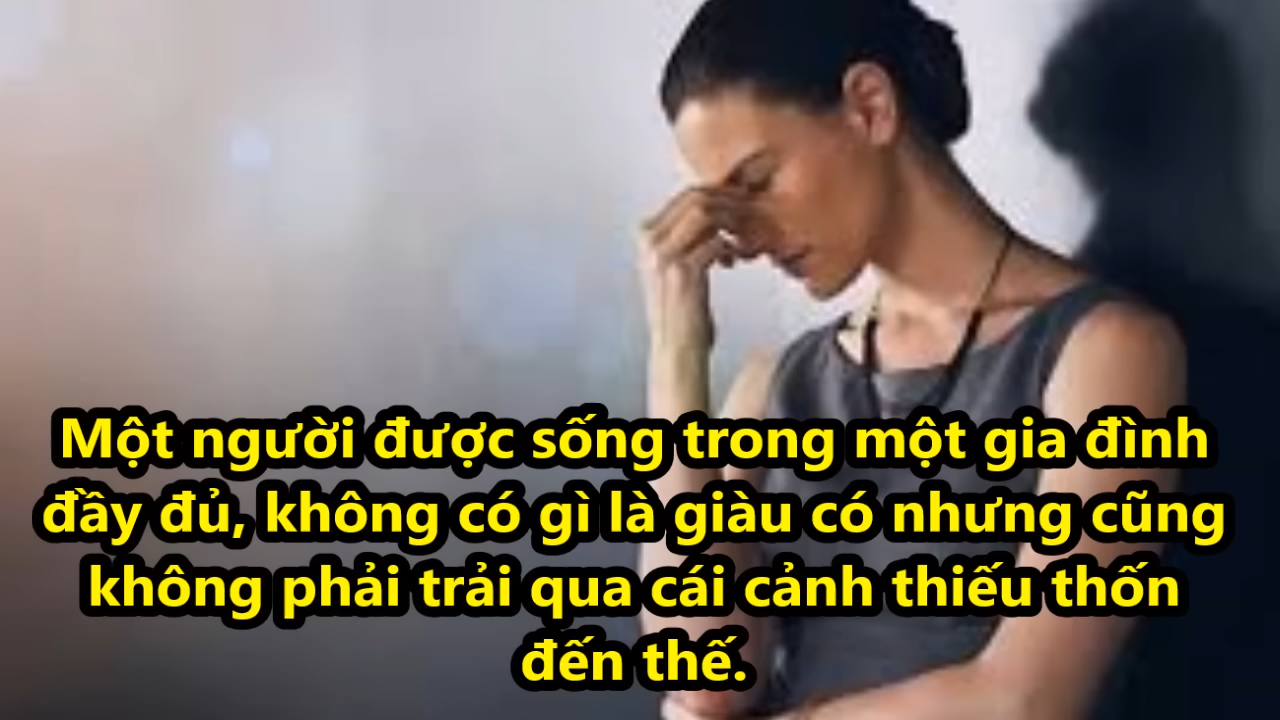 Một người được sống trong một gia đình
đầy đủ, không có gì là giàu có nhưng cũng
không phải trải qua cái cảnh thiếu thốn
đến thế.